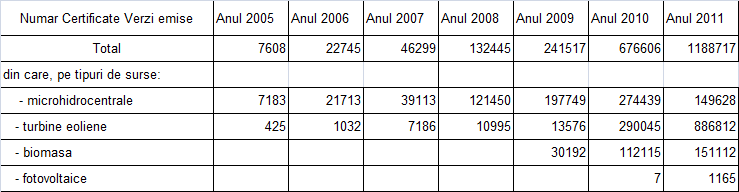 Numar Certificate Verzi emise Anul 2005 Anul 2006 Anul 2007 Anul 2008 Anul 2009 Anul 2010 Anul 2011
Total 7608 22745 46299 132445 241517 676606 1188717
din care, pe tipuri de surse:
- microhidrocentrale 7183 21713 39113 121450 197749 274439 149628
- turbine eoliene 425 1032 7186 10995 13576 290045 886812
- biomasa 30192 112115 151112
- fotovoltaice 7 1165